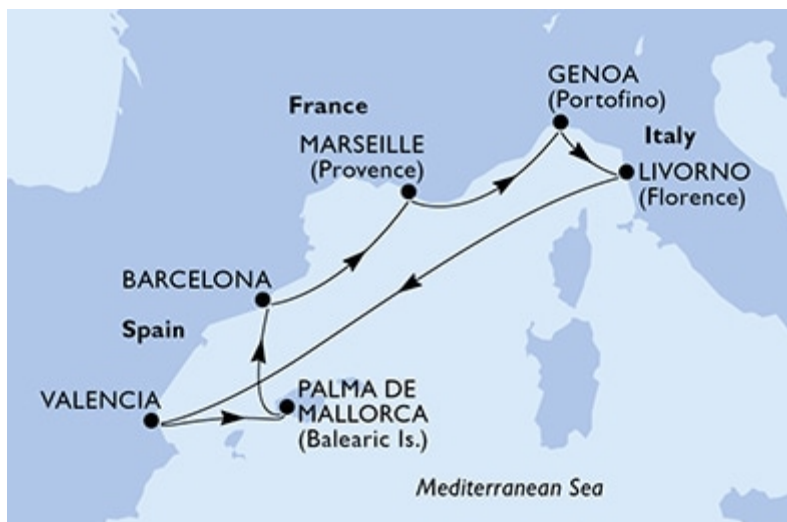 GENOA
(Portofino)
France
Italy
MARSEILLE
(Provence)
LIVORNO
(Florence)
BARCELONA
Spain
VALENCIA
PALMA DE
MALLORCA
(Balearic Is.)
Mediterranean Sea